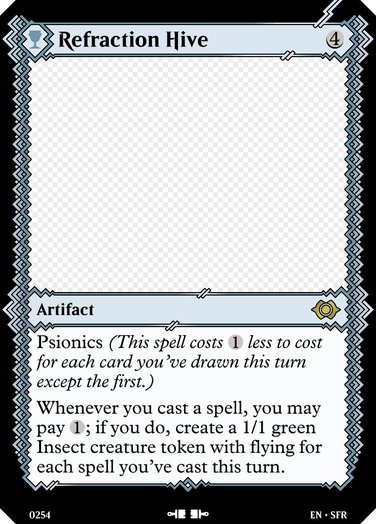 Refraction Hive 4
Artifact
Psionics (This spell costs 1 less to cost
for each card you've drawn this turn
except the first.)
Whenever you cast a spell, you may
pay 1; if you do, create a 1/1 green
Insect creature token with flying for
each spell you've cast this turn.
0254 EN • SFR